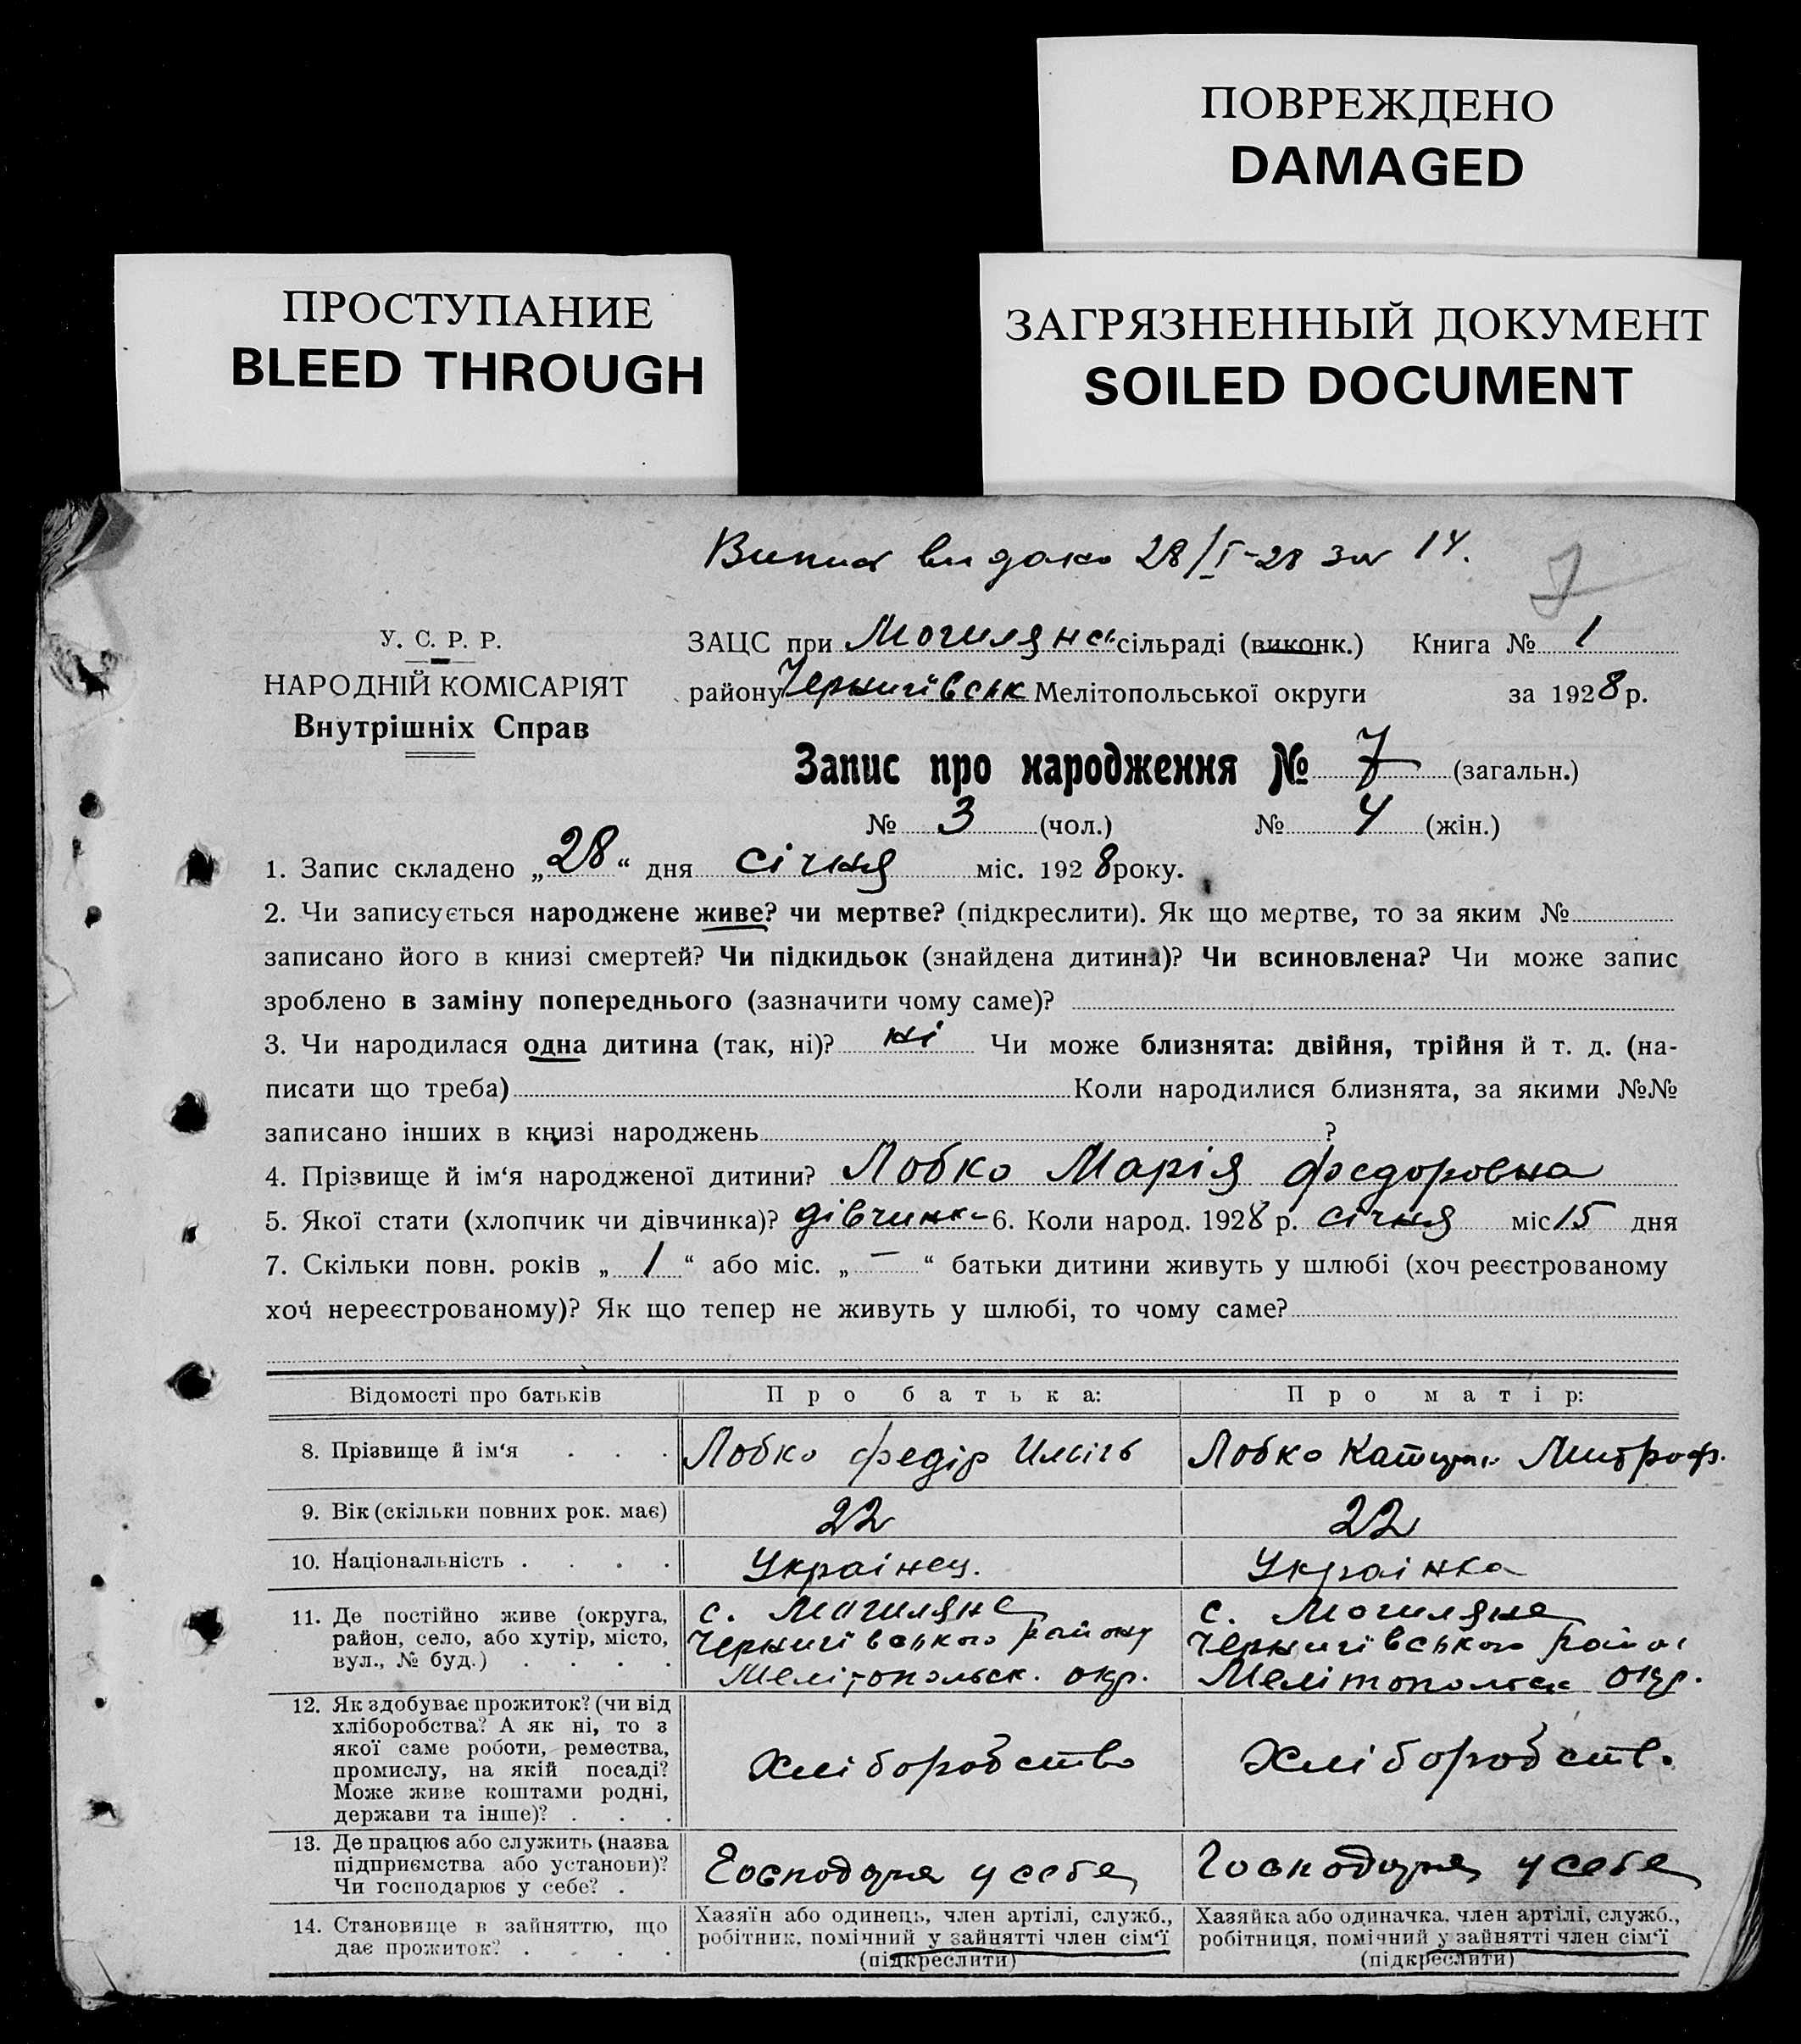 ПОВРЕЖДЕНО
DAMAGED
ПРОСТУПАНИЕ
BLEED THROUGH
ЗАГРЯЗНЕННЫЙ ДОКУМЕНТ
SOILED DOCUMENT
видано 28/I-28 за 14.
7
У. С. Р. Р.
НАРОДНІЙ КОМІСАРІЯТ
Внутрішніх Справ
ЗАЦС при Могилянс. сільраді (виконк.) Книга № 1
району Чернигівськ Мелітопольської округи за 1928 р.
Запис про народження № 7 (загальн.)
№ 3 (чол.) № 4 (жін.)
1. Запис складено „28“ дня січня міс. 1928 року.
2. Чи записується народжене живе? чи мертве? (підкреслити). Як що мертве, то за яким №
записано його в книзі смертей? Чи підкидьок (знайдена дитина)? Чи всиновлена? Чи може запис
зроблено в заміну попереднього (зазначити чому саме)?
3. Чи народилася одна дитина (так, ні)? ні Чи може близнята: двійня, трійня й т. д. (на-
писати що треба) Коли народилися близнята, за якими №№
записано інших в книзі народжень ?
4. Прізвище й ім‘я народженої дитини? Лобко Марія Федоровна
5. Якої стати (хлопчик чи дівчинка)? дівчинк- 6. Коли народ. 1928 р. січня міс 15 дня
7. Скільки повн. років „ 1 “ або міс. „ — “ батьки дитини живуть у шлюбі (хоч реєстрованому
хоч нереєстрованому)? Як що тепер не живуть у шлюбі, то чому саме?
Відомості про батьків Про батька: Про матір:
8. Прізвище й ім‘я . . . Лобко Федір Лобко Митроф.
9. Вік (скільки повних рок. має) 22 22
10. Національність . . . . Українец. Українка
11. Де постійно живе (округа,
район, село, або хутір, місто,
вул., № буд.) . . . .
с. Могиляне
Чернигівського району
Мелітопольск. окр.
с. Могиляне
Чернигівського
окр.
12. Як здобуває прожиток? (чи від
хліборобства? А як ні, то з
якої саме роботи, ремества,
промислу, на якій посаді?
Може живе коштами родні,
держави та інше)? . . .
Хліборобство
Хліборобств.
13. Де працює або служить (назва
підприємства або установи)?
Чи господарює у себе? .
у себе
у себе
14. Становище в зайняттю, що
дає прожиток? . . . .
Хазяїн або одинець, член артілі, служб.,
робітник, помічний у зайнятті член сім‘ї
(підкреслити)
Хазяйка або одиначка, член артілі, служб.,
робітниця, помічний у зайнятті член сім‘ї
(підкреслити)